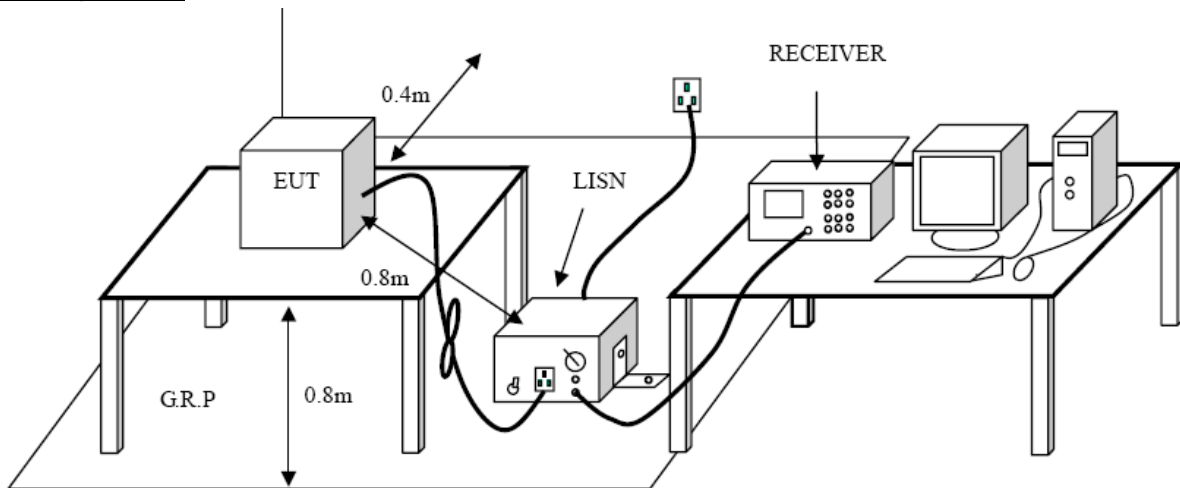 RECEIVER
0.4m
EUT
LISN
0.8m
G.R.P
0.8m